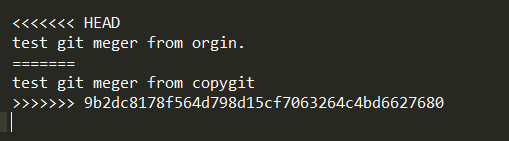 <<<<<<< HEAD
test git meger from orgin.
=======
test git meger from copygit
>>>>>>> 9b2dc8178f564d798d15cf7063264c4bd6627680